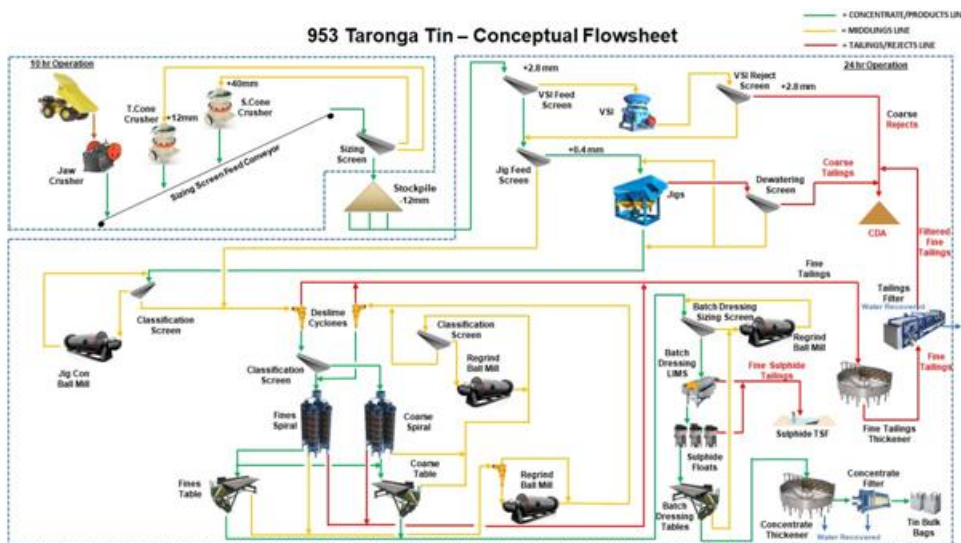 953 Taronga Tin – Conceptual Flowsheet
= CONCENTRATE/PRODUCTS LINE
= MIDDLINGS LINE
= TAILINGS/REJECTS LINE
10 hr Operation
24 hr Operation
T.Cone
Crusher
+12mm
+40mm
S.Cone
Crusher
Jaw
Crusher
Sizing Screen Feed Conveyor
Sizing
Screen
Stockpile
-12mm
+2.8 mm
VSI Feed
Screen
VSI
VSI Reject
Screen
+2.8 mm
Coarse
Rejects
Jig Feed
Screen
+0.4 mm
Jigs
Dewatering
Screen
Coarse
Tailings
CDA
Filtered
Fine
Tailings
Classification
Screen
Jig Con
Ball Mill
Deslime
Cyclones
Classification
Screen
Classification
Screen
Regrind
Ball Mill
Fines
Spiral
Coarse
Spiral
Fines
Table
Coarse
Table
Regrind
Ball Mill
Batch Dressing
Sizing Screen
Regrind
Ball Mill
Batch
Dressing
LIMS
Fine Sulphide
Tailings
Sulphide TSF
Sulphide
Floats
Batch
Dressing
Tables
Fine
Tailings
Tailings
Filter
Water Recovered
Fine
Tailings
Fine Tailings
Thickener
Concentrate
Thickener
Concentrate
Filter
Water Recovered
Tin Bulk
Bags